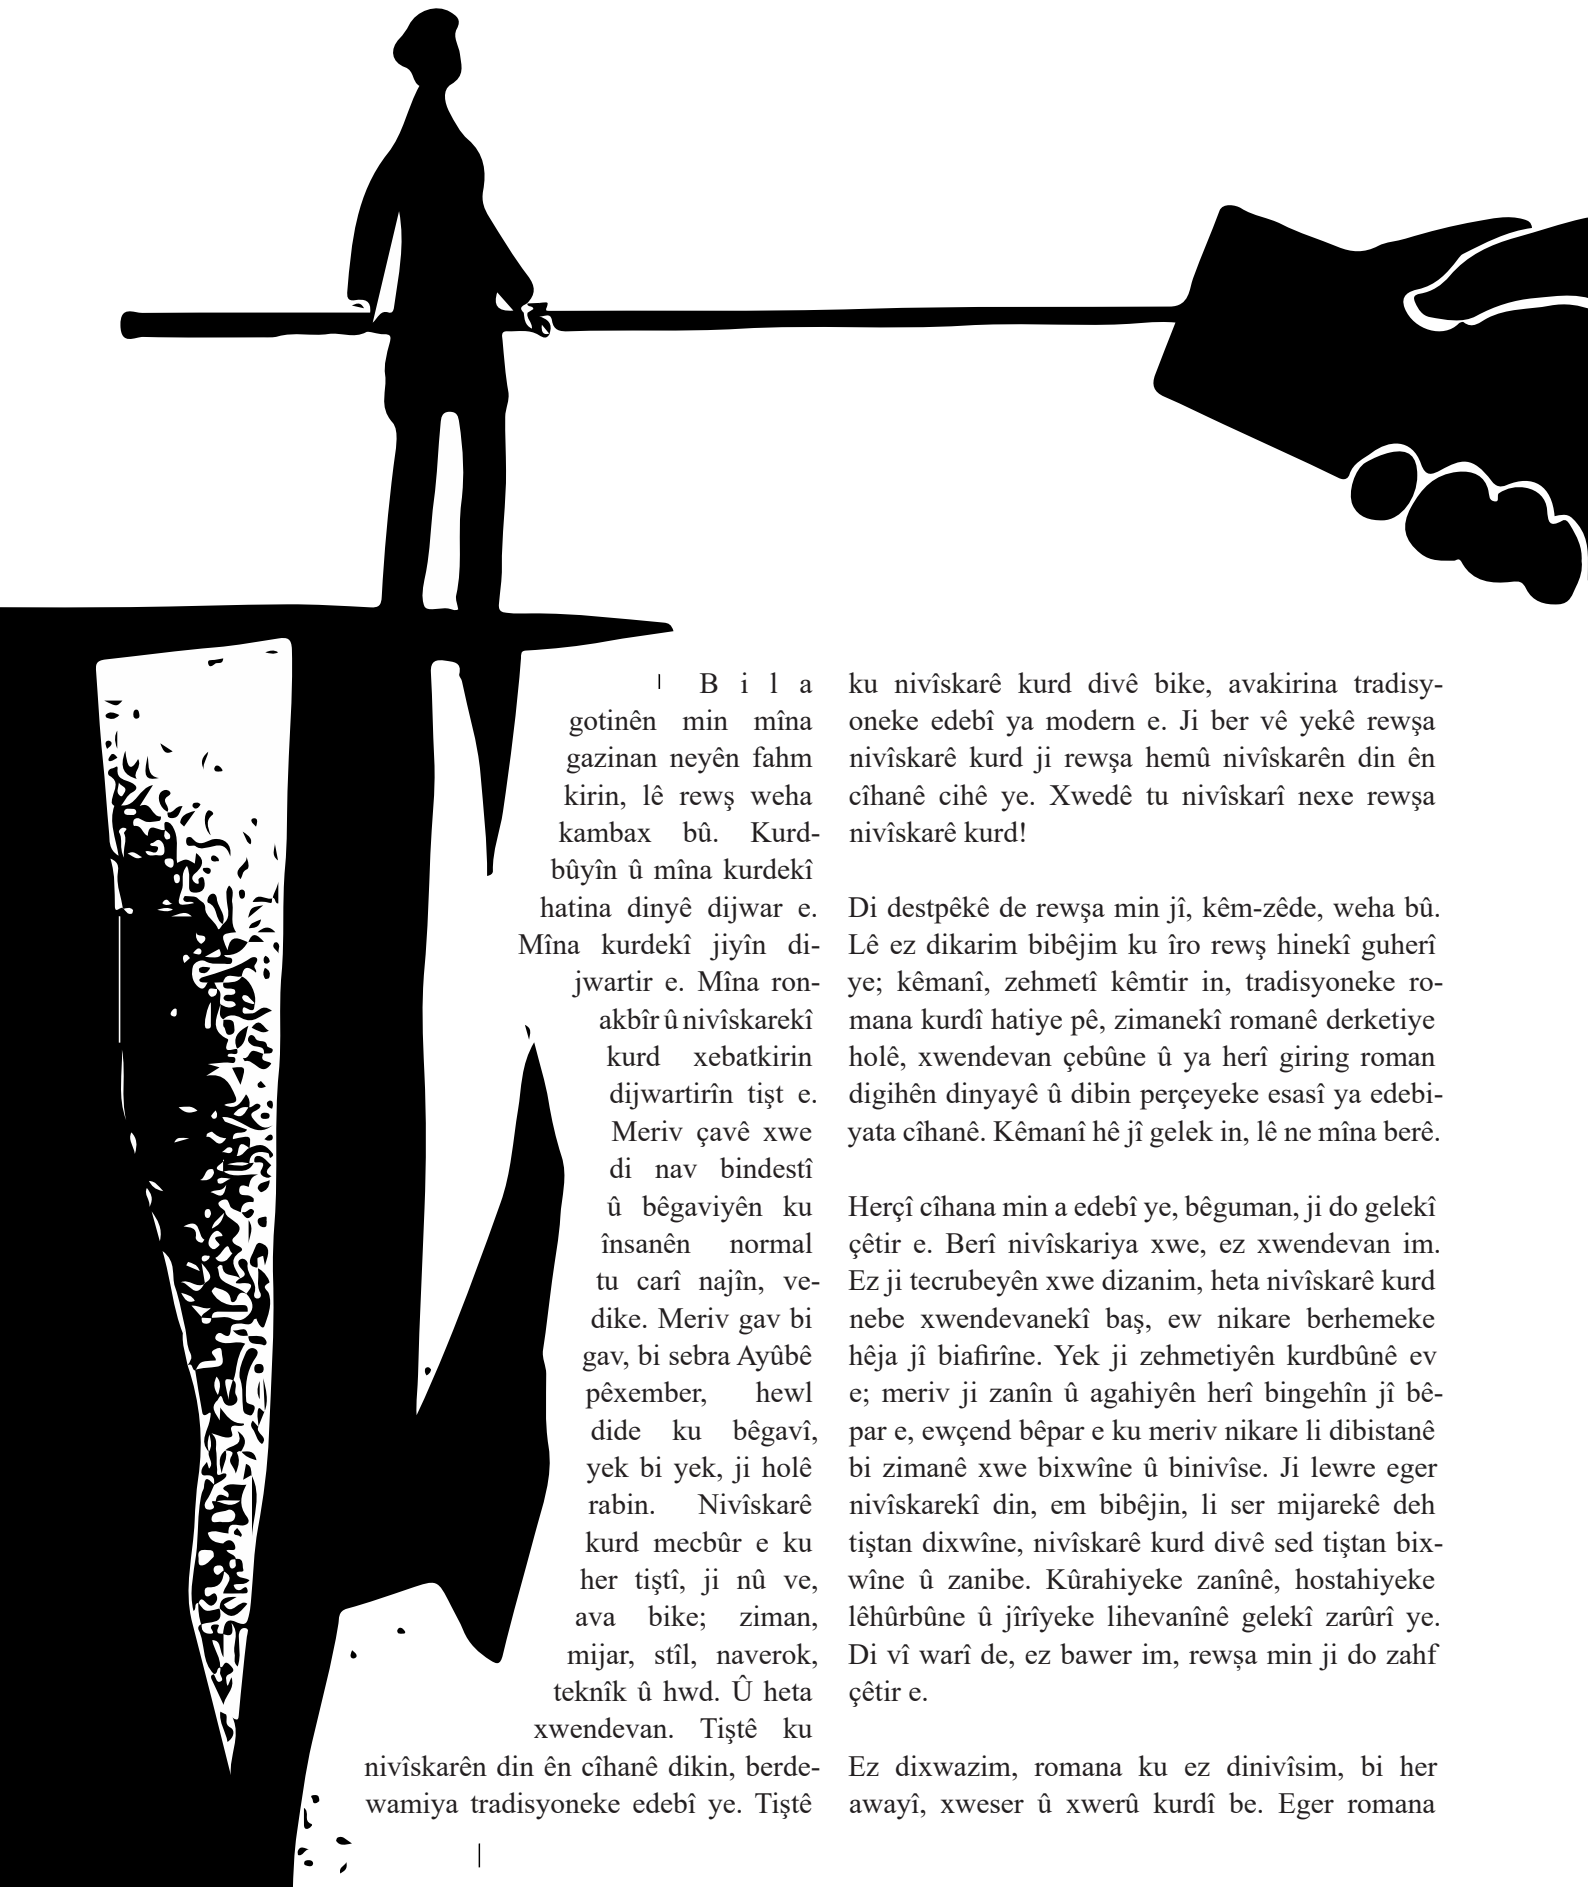 Bila
gotinên min mîna
gazinan neyên fahm
kirin, lê rewş weha
kambax bû. Kurd-
bûyîn û mîna kurdekî
hatina dinyê dijwar e.
Mîna kurdekî jiyîn di-
jwartir e. Mîna ron-
akbîr û nivîskarekî
kurd xebatkirin
dijwartirîn tişt e.
Meriv çavê xwe
di nav bindestî
û bêgaviyên ku
însanên normal
tu carî najîn, ve-
dike. Meriv gav bi
gav, bi sebra Ayûbê
pêxember, hewl
dide ku bêgavî,
yek bi yek, ji holê
rabin. Nivîskarê
kurd mecbûr e ku
her tiştî, ji nû ve,
ava bike; ziman,
mijar, stîl, naverok,
teknîk û hwd. Û heta
xwendevan. Tiştê ku
nivîskarên din ên cîhanê dikin, berde-
wamiya tradisyoneke edebî ye. Tiştê
ku nivîskarê kurd divê bike, avakirina tradisy-
oneke edebî ya modern e. Ji ber vê yekê rewşa
nivîskarê kurd ji rewşa hemû nivîskarên din ên
cîhanê cihê ye. Xwedê tu nivîskarî nexe rewşa
nivîskarê kurd!
Di destpêkê de rewşa min jî, kêm-zêde, weha bû.
Lê ez dikarim bibêjim ku îro rewş hinekî guherî
ye; kêmanî, zehmetî kêmtir in, tradisyoneke ro-
mana kurdî hatiye pê, zimanekî romanê derketiye
holê, xwendevan çebûne û ya herî giring roman
digihên dinyayê û dibin perçeyeke esasî ya edebi-
yata cîhanê. Kêmanî hê jî gelek in, lê ne mîna berê.
Herçî cîhana min a edebî ye, bêguman, ji do gelekî
çêtir e. Berî nivîskariya xwe, ez xwendevan im.
Ez ji tecrubeyên xwe dizanim, heta nivîskarê kurd
nebe xwendevanekî baş, ew nikare berhemeke
hêja jî biafirîne. Yek ji zehmetiyên kurdbûnê ev
e; meriv ji zanîn û agahiyên herî bingehîn jî bê-
par e, ewçend bêpar e ku meriv nikare li dibistanê
bi zimanê xwe bixwîne û binivîse. Ji lewre eger
nivîskarekî din, em bibêjin, li ser mijarekê deh
tiştan dixwîne, nivîskarê kurd divê sed tiştan bix-
wîne û zanibe. Kûrahiyeke zanînê, hostahiyeke
lêhûrbûne û jîrîyeke lihevanînê gelekî zarûrî ye.
Di vî warî de, ez bawer im, rewşa min ji do zahf
çêtir e.
Ez dixwazim, romana ku ez dinivîsim, bi her
awayî, xweser û xwerû kurdî be. Eger romana